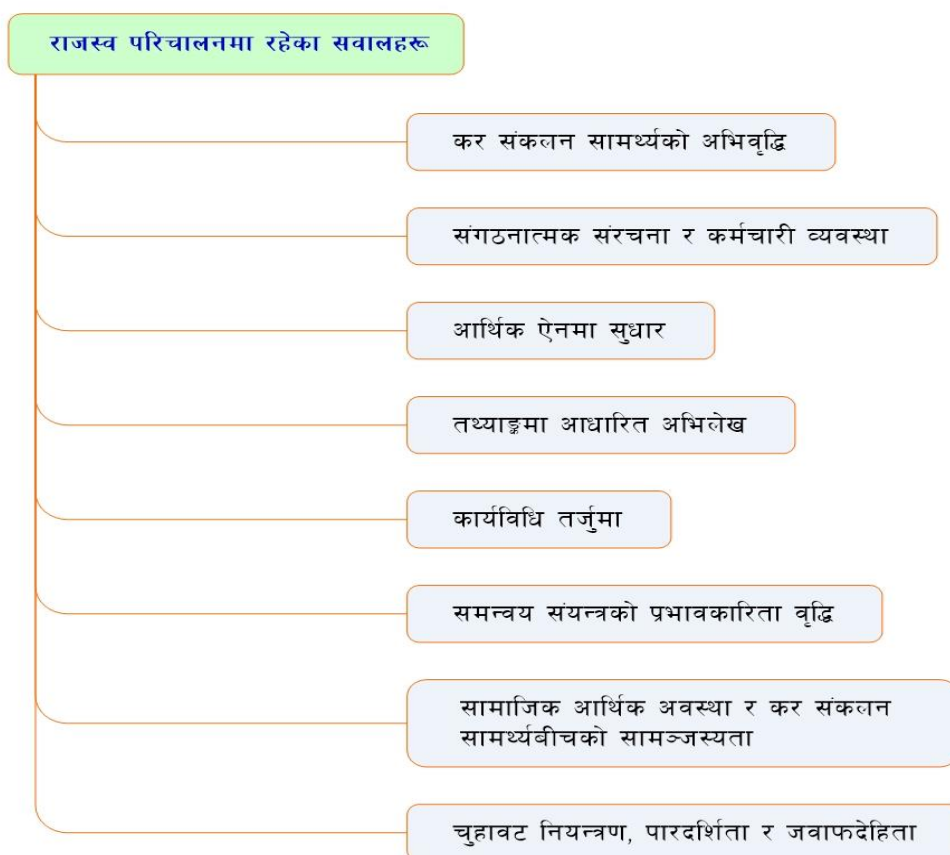 राजस्व परिचालनमा रहेका सवालहरू
कर संकलन सामर्थ्यको अभिवृद्धि
संगठनात्मक संरचना र कर्मचारी व्यवस्था
आर्थिक ऐनमा सुधार
तथ्याङ्कमा आधारित अभिलेख
कार्यविधि तर्जुमा
समन्वय संयन्त्रको प्रभावकारिता वृद्धि
सामाजिक आर्थिक अवस्था र कर संकलन
सामर्थ्यबीचको सामञ्जस्यता
चुहावट नियन्त्रण, पारदर्शिता र जवाफदेहिता